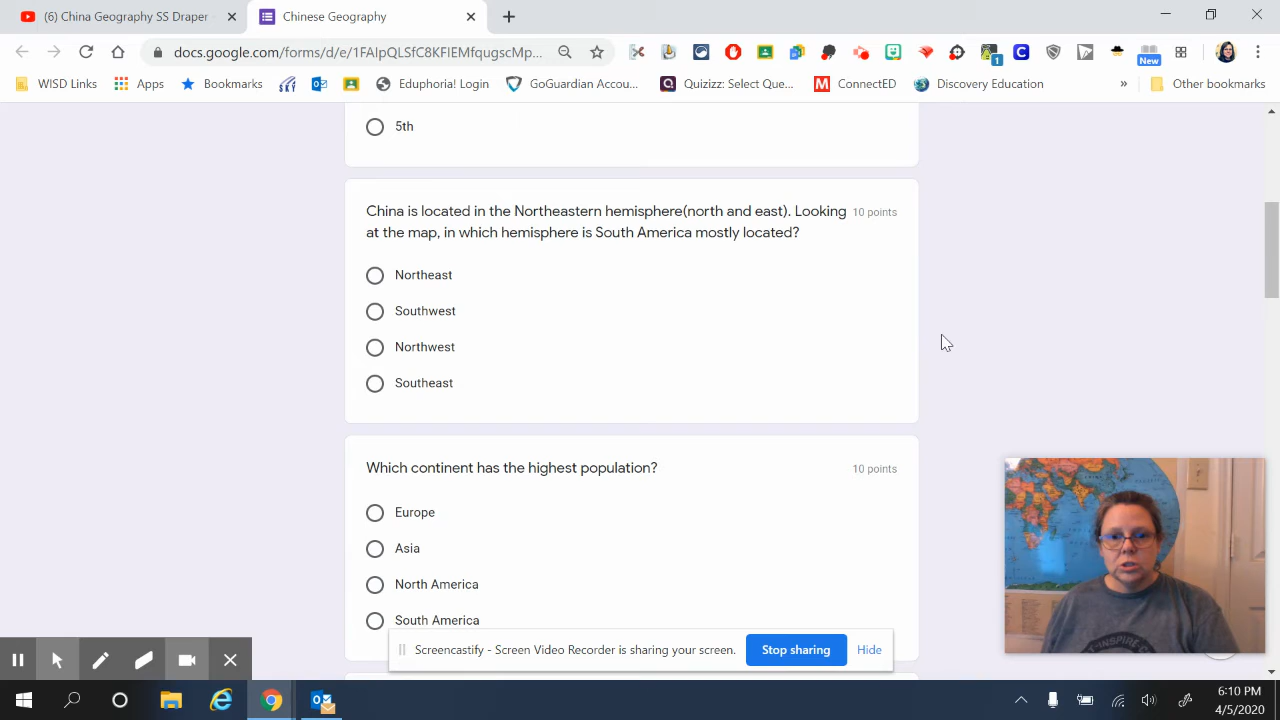 (6) China Geography SS Draper
Chinese Geography
docs.google.com/forms/d/e/1FAIpQLSfC8KFlEMfqugscMp...
1
New
WISD Links
Apps
Bookmarks
Eduphoria! Login
GoGuardian Accou...
Quizizz: Select Que...
ConnectED
Discovery Education
»
Other bookmarks
5th
China is located in the Northeastern hemisphere(north and east). Looking
10 points
at the map, in which hemisphere is South America mostly located?
Northeast
Southwest
Northwest
Southeast
Which continent has the highest population?
10 points
Europe
Asia
North America
South America
Screencastify - Screen Video Recorder is sharing your screen.
Stop sharing
Hide
6:10 PM
4/5/2020